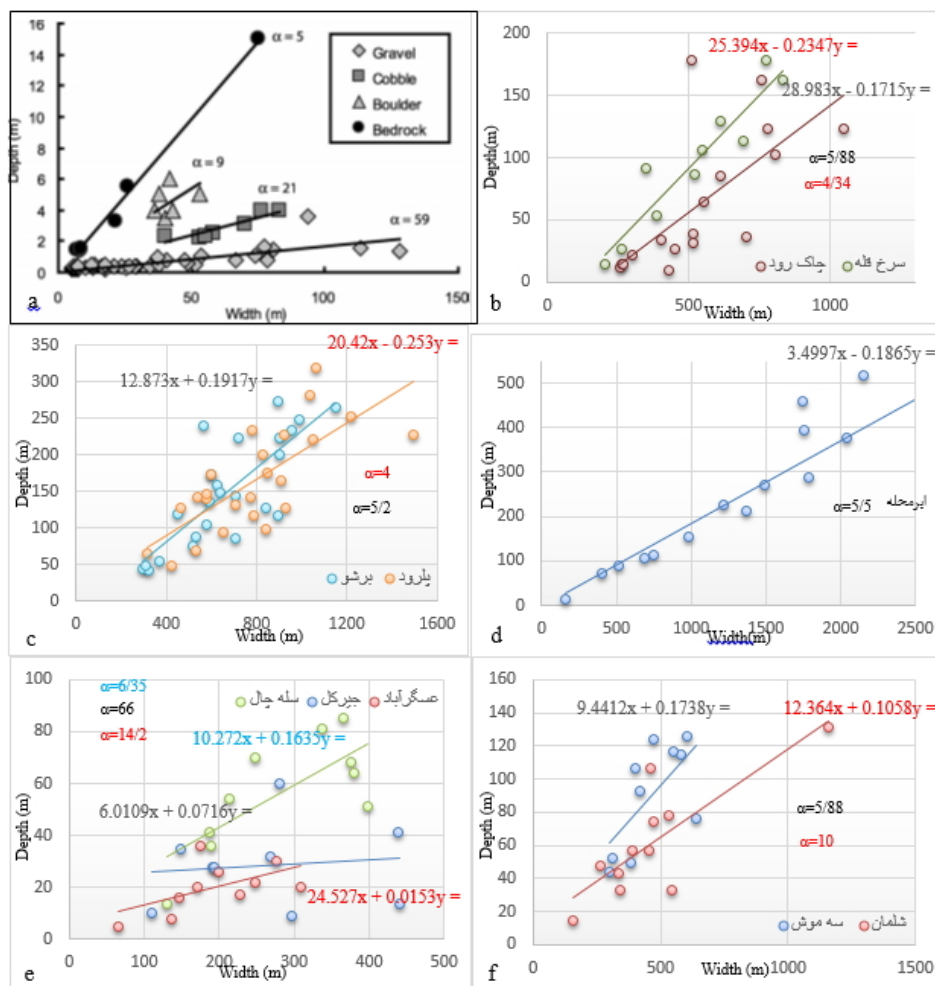 16
14
12
10
8
6
4
2
0
Depth (m)
0
50
100
150
Width (m)
α = 5
α = 9
α = 21
α = 59
Gravel
Cobble
Boulder
Bedrock
a
200
150
100
50
0
Depth(m)
0
500
1000
Width (m)
25.394x - 0.2347y =
28.983x - 0.1715y =
α=5/88
α=4/34
چاک رود
سرخ قله
b
350
300
250
200
150
100
50
0
Depth (m)
0
400
800
1200
1600
Width (m)
20.42x - 0.253y =
12.873x + 0.1917y =
α=4
α=5/2
برشو
پلرود
c
500
400
300
200
100
0
Depth (m)
0
500
1000
1500
2000
2500
Width(m)
3.4997x - 0.1865y =
α=5/5
ایرمحله
d
100
80
60
40
20
0
Depth (m)
0
100
200
300
400
500
Width (m)
α=6/35
α=66
α=14/2
سله چال
جیرکل
عسگرآباد
10.272x + 0.1635y =
6.0109x + 0.0716y =
24.527x + 0.0153y =
e
140
120
100
80
60
40
20
0
Depth (m)
0
500
1000
1500
Width (m)
9.4412x + 0.1738y =
12.364x + 0.1058y =
α=5/88
α=10
سه موش
شلمان
f